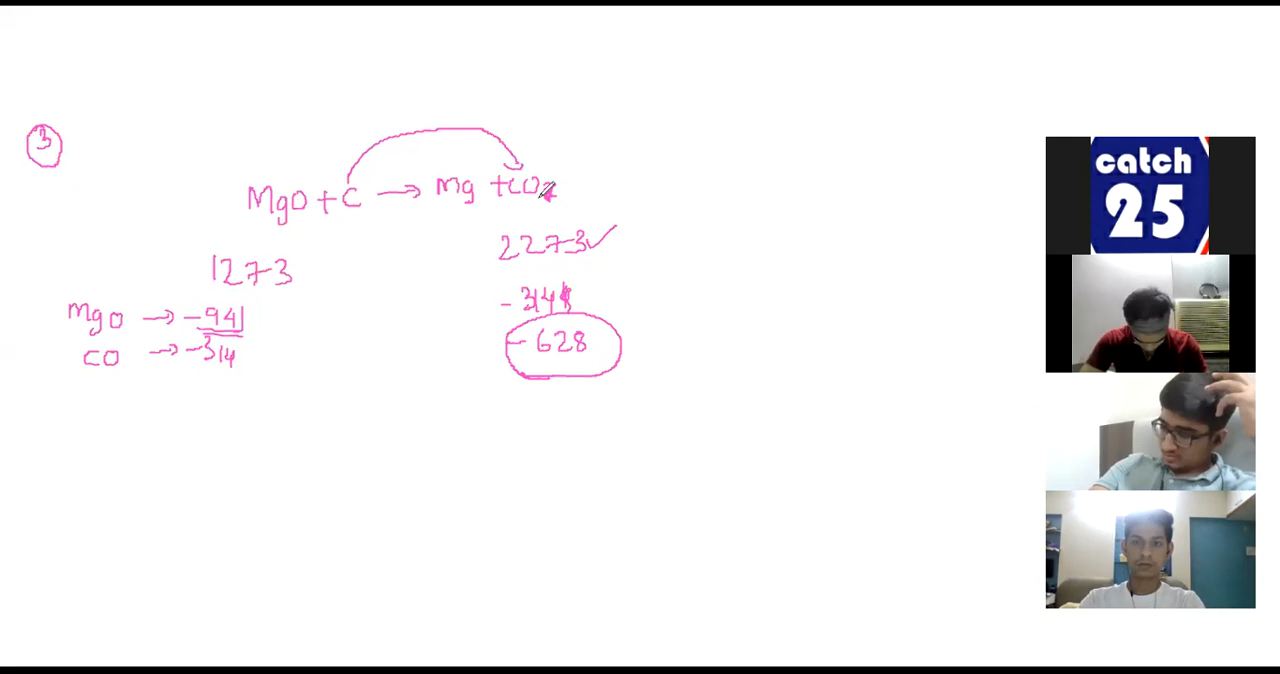 3
MgO + C → Mg + CO
2273✓
1273
MgO → -941
CO → -314
-314
-628
catch
25